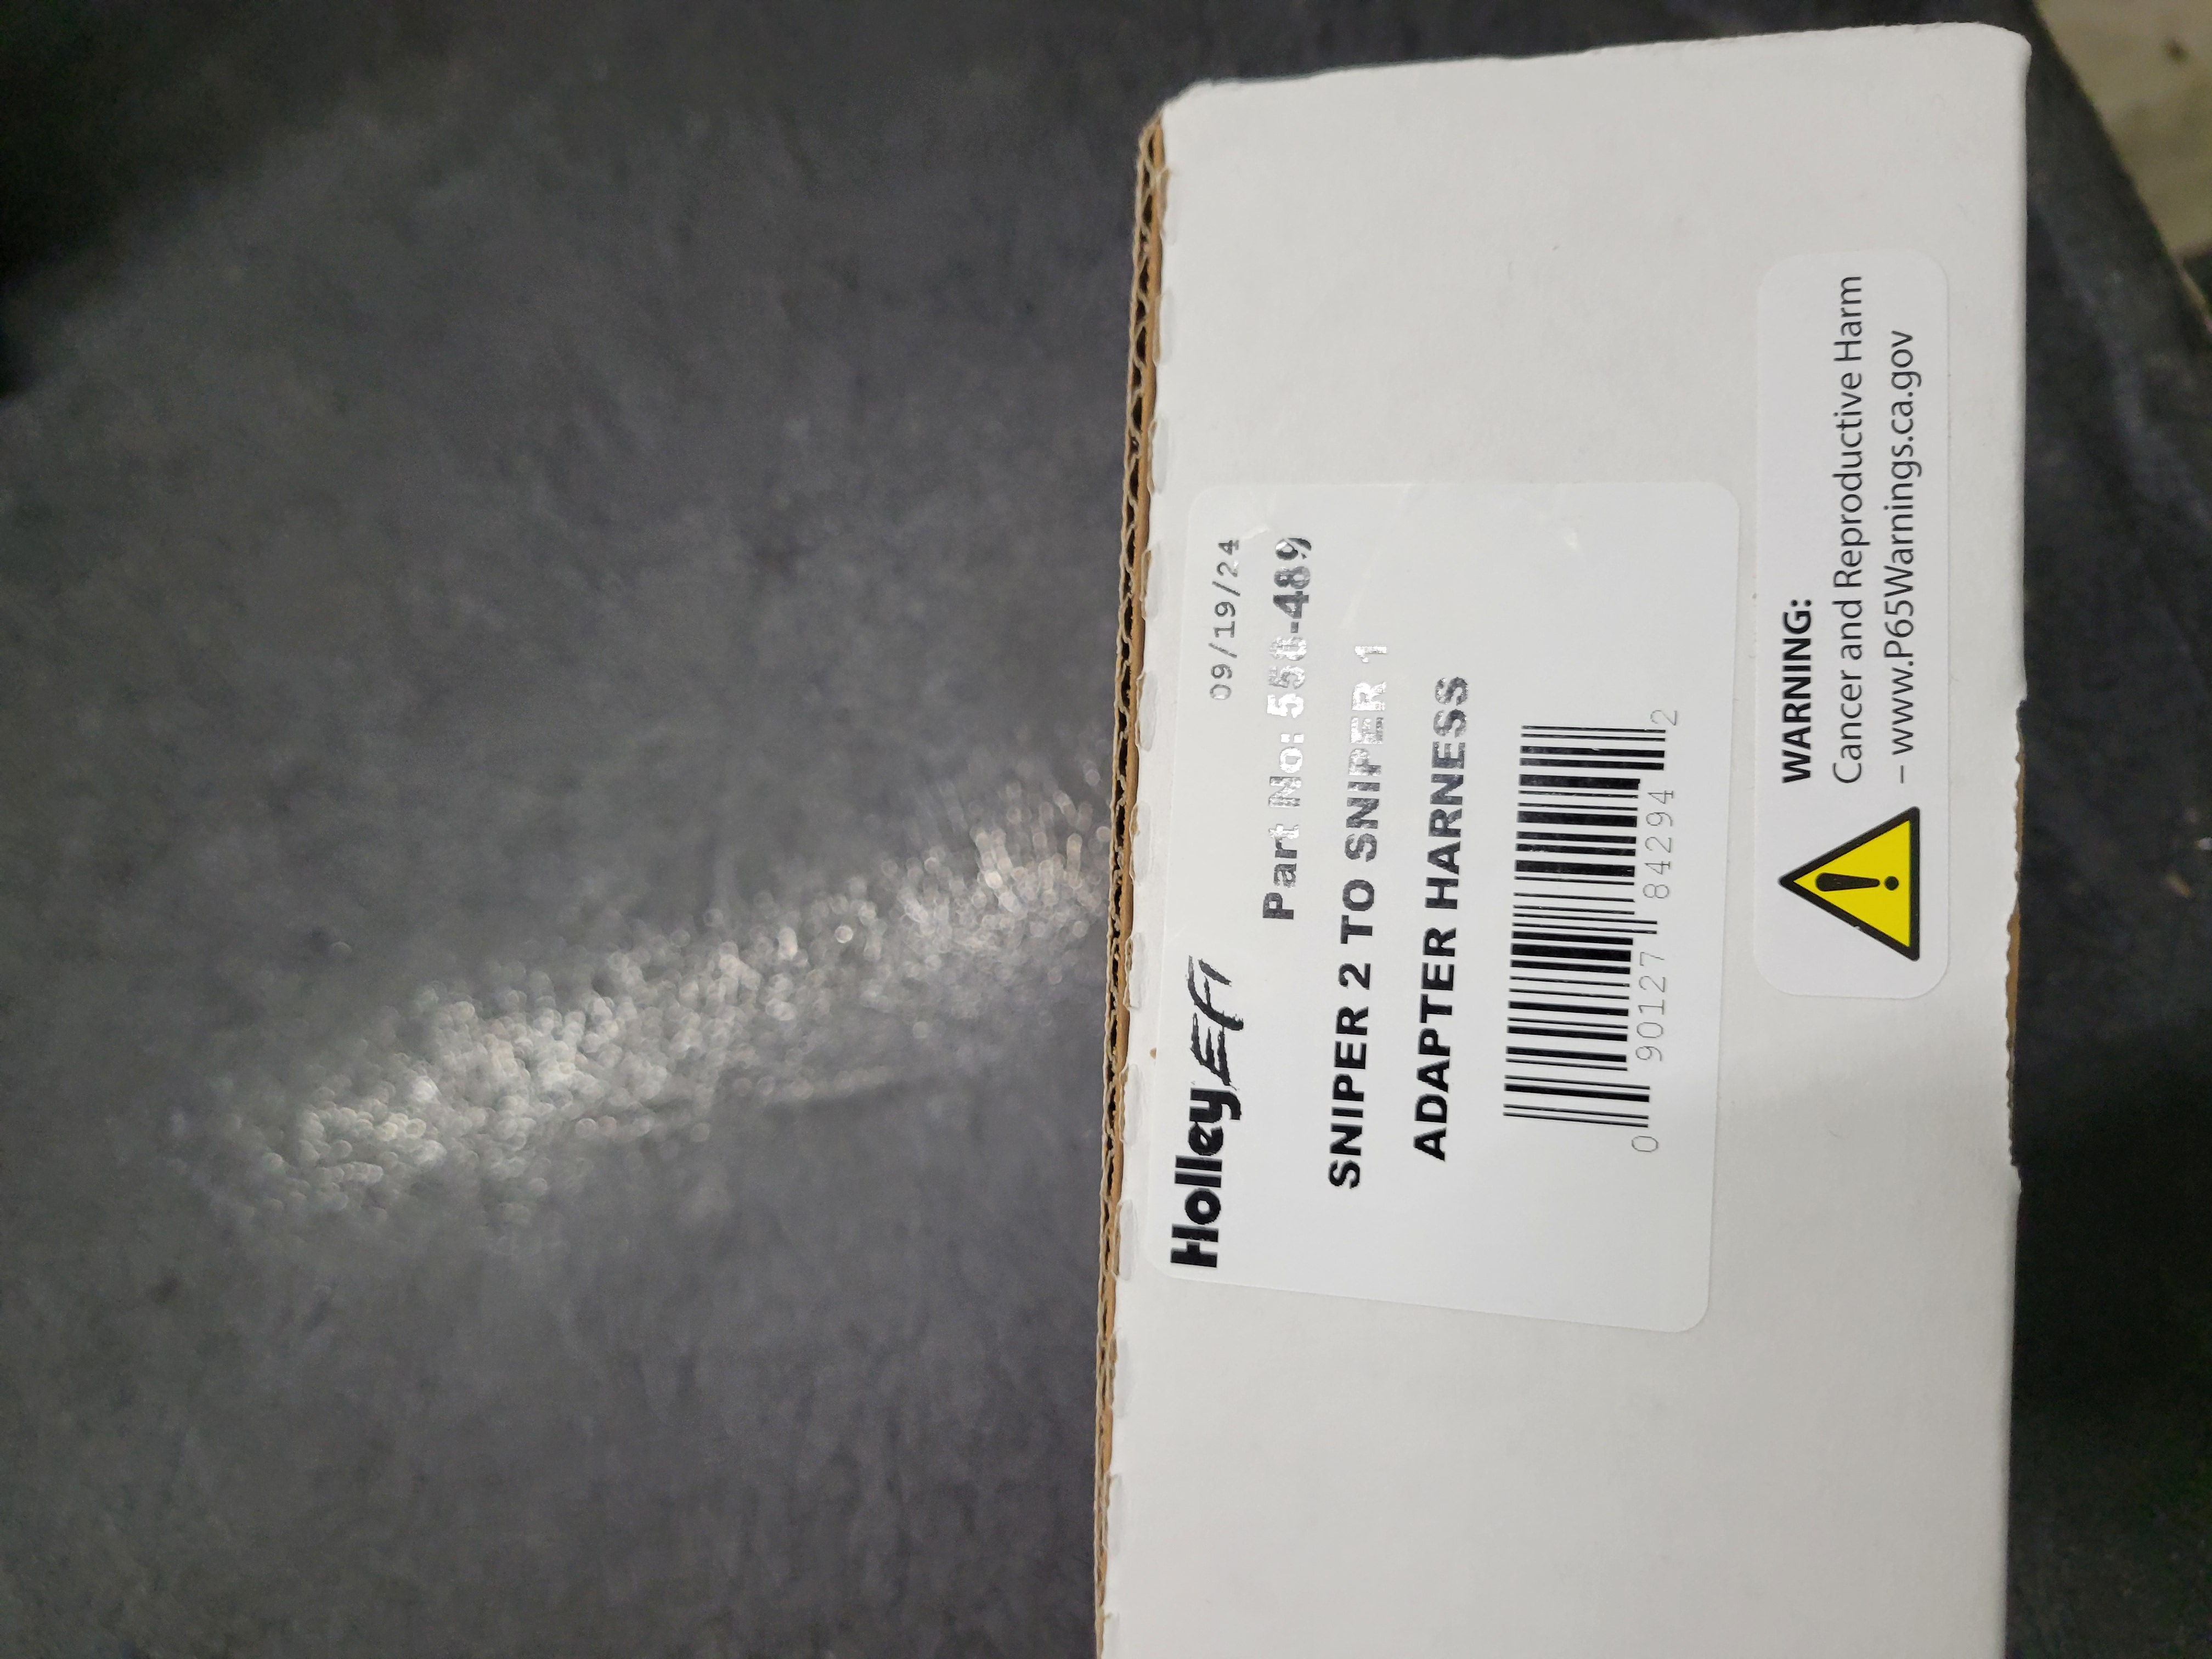 09/19/24
Holley EFI
Part No: 558-489
SNIPER 2 TO SNIPER 1
ADAPTER HARNESS
0 90127 84294 2
WARNING:
Cancer and Reproductive Harm
– www.P65Warnings.ca.gov